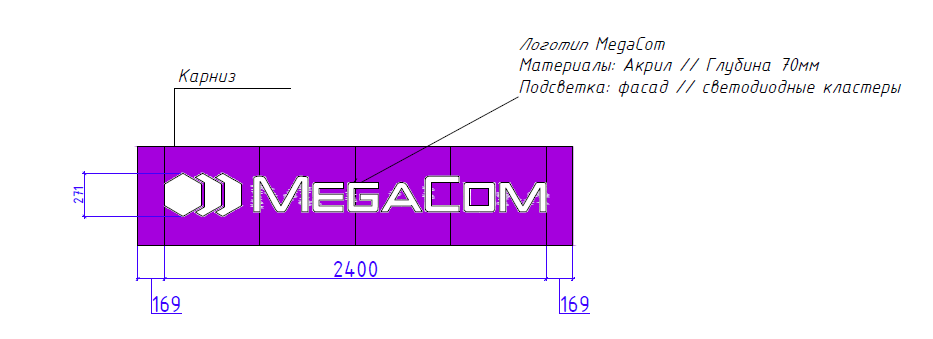 Логотип MegaCom
Материалы: Акрил // Глубина 70мм
Подсветка: фасад // светодиодные кластеры
Карниз
271
MEGACOM
2400
169
169